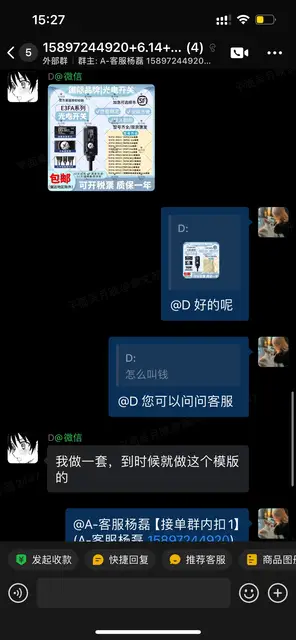 15:27
5
15897244920+6.14+... (4)
外部群 | 群主: A-客服杨磊 15897244920...
D@微信
国际品牌|光电开关
E3FA系列
光电开关
SF
包邮
可开税票 质保一年
D:
@D 好的呢
D:
怎么叫钱
@D 您可以问问客服
D@微信
我做一套，到时候就做这个模版
的
@A-客服杨磊【接单群内扣 1】
(A-客服杨磊 15897244920)
发起收款
快捷回复
推荐客服
商品图册